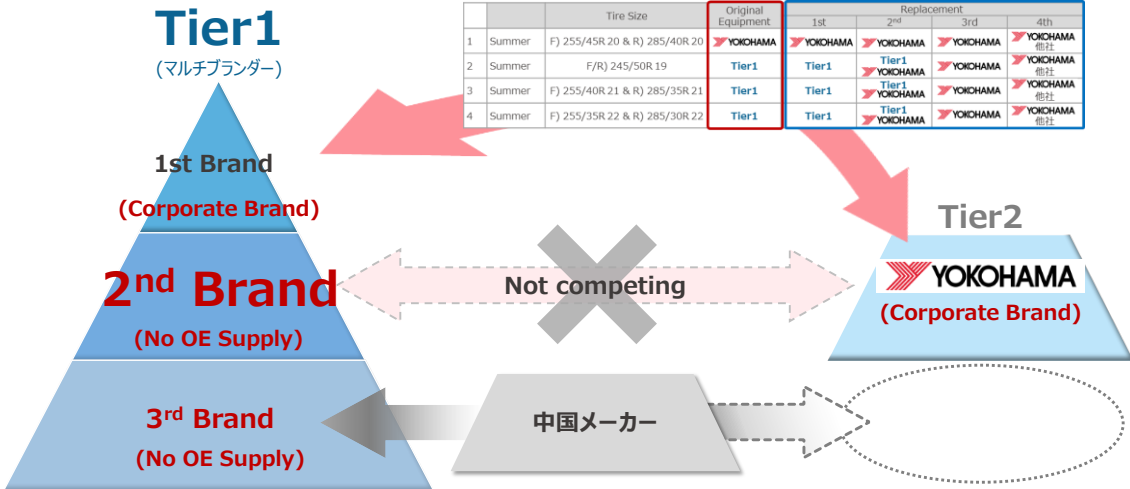 Tier1
(マルチブランダー)
Tire Size
Original Equipment
Replacement
1st
2nd
3rd
4th
1 Summer F) 255/45R 20 & R) 285/40R 20 YOKOHAMA YOKOHAMA YOKOHAMA YOKOHAMA YOKOHAMA 他社
2 Summer F/R) 245/50R 19 Tier1 Tier1 Tier1 YOKOHAMA YOKOHAMA YOKOHAMA 他社
3 Summer F) 255/40R 21 & R) 285/35R 21 Tier1 Tier1 Tier1 YOKOHAMA YOKOHAMA YOKOHAMA 他社
4 Summer F) 255/35R 22 & R) 285/30R 22 Tier1 Tier1 Tier1 YOKOHAMA YOKOHAMA YOKOHAMA 他社
1st Brand
(Corporate Brand)
2nd Brand
(No OE Supply)
3rd Brand
(No OE Supply)
Not competing
中国メーカー
Tier2
YOKOHAMA
(Corporate Brand)